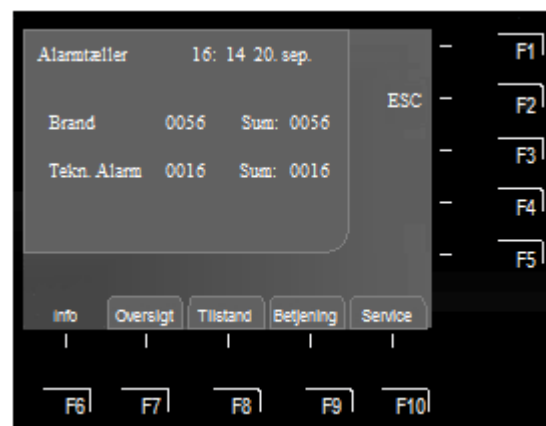 Alarmtæller 16: 14 20. sep.
F1
ESC
F2
Brand 0056 Sum: 0056
F3
Tekn. Alarm 0016 Sum: 0016
F4
F5
Info Oversigt Tilstand Betjening Service
F6 F7 F8 F9 F10